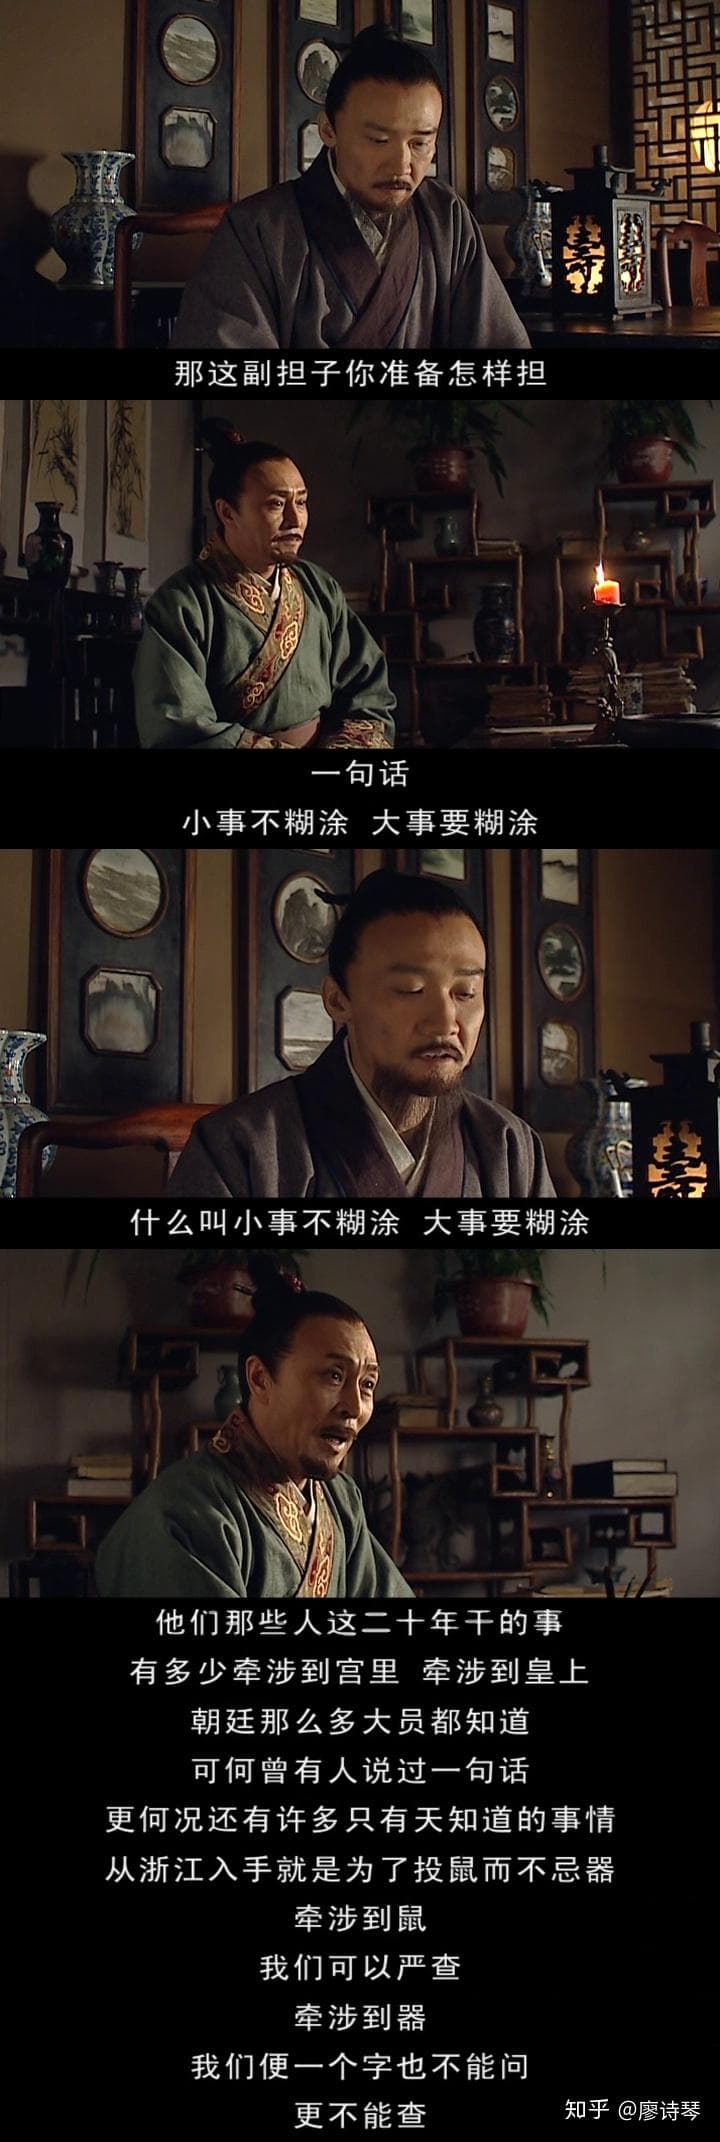 那这副担子你准备怎样担
一句话
小事不糊涂 大事要糊涂
什么叫小事不糊涂 大事要糊涂
他们那些人这二十年干的事
有多少牵涉到宫里 牵涉到皇上
朝廷那么多大员都知道
可何曾有人说过一句话
更何况还有许多只有天知道的事情
从浙江入手就是为了投鼠而不忌器
牵涉到鼠
我们可以严查
牵涉到器
我们便一个字也不能问
更不能查
知乎 @廖诗琴